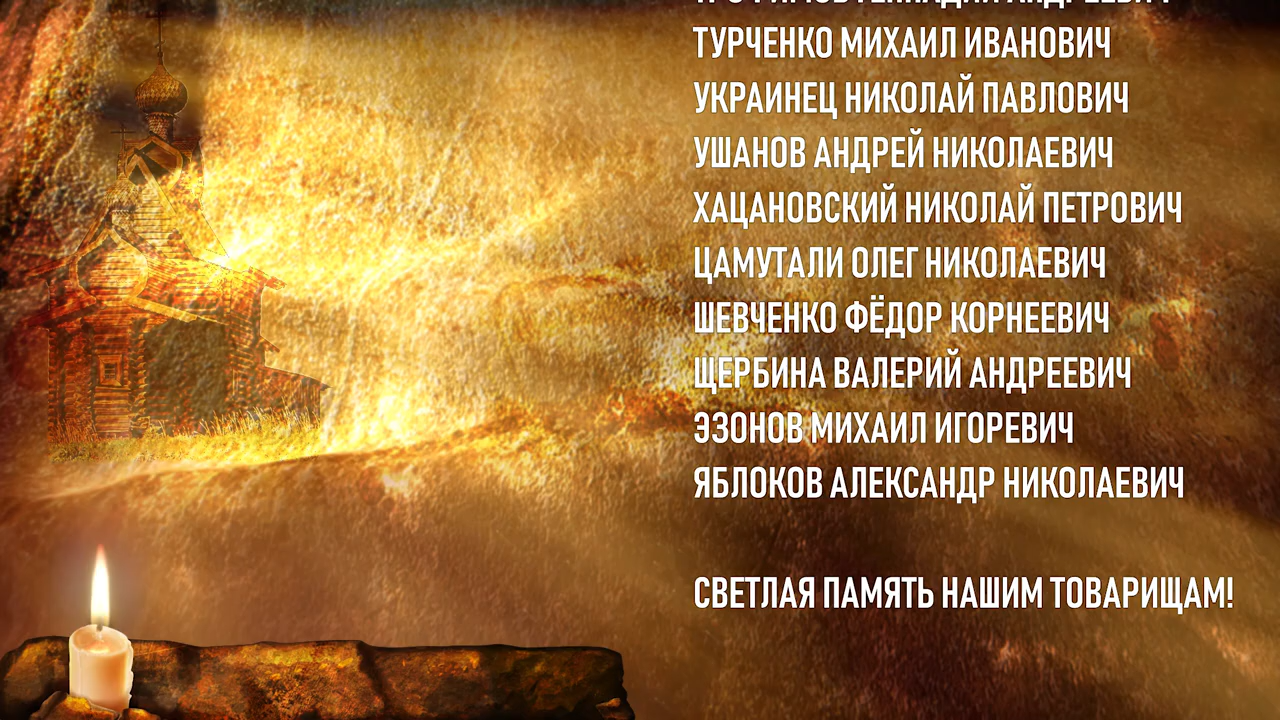 ТУРЧЕНКО МИХАИЛ ИВАНОВИЧ
УКРАИНЕЦ НИКОЛАЙ ПАВЛОВИЧ
УШАНОВ АНДРЕЙ НИКОЛАЕВИЧ
ХАЦАНОВСКИЙ НИКОЛАЙ ПЕТРОВИЧ
ЦАМУТАЛИ ОЛЕГ НИКОЛАЕВИЧ
ШЕВЧЕНКО ФЁДОР КОРНЕЕВИЧ
ЩЕРБИНА ВАЛЕРИЙ АНДРЕЕВИЧ
ЭЗОНОВ МИХАИЛ ИГОРЕВИЧ
ЯБЛОКОВ АЛЕКСАНДР НИКОЛАЕВИЧ
СВЕТЛАЯ ПАМЯТЬ НАШИМ ТОВАРИЩАМ!